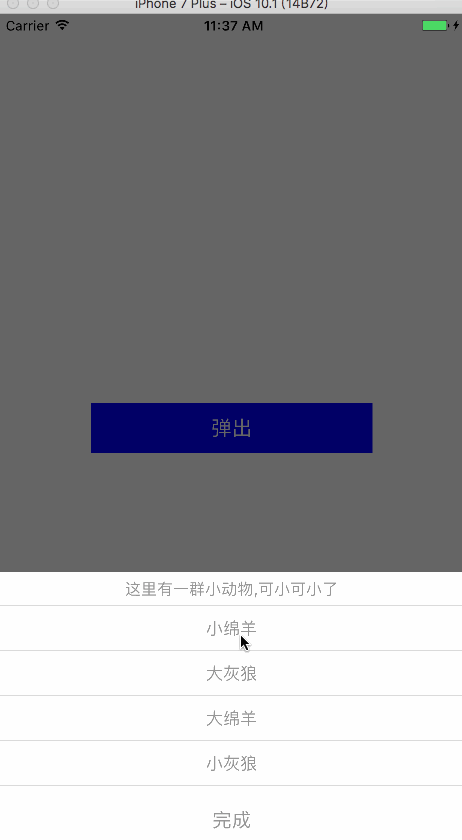 iPhone 7 Plus – iOS 10.1 (14B72)
Carrier 11:37 AM
弹出
这里有一群小动物,可小可小了
小绵羊
大灰狼
大绵羊
小灰狼
完成